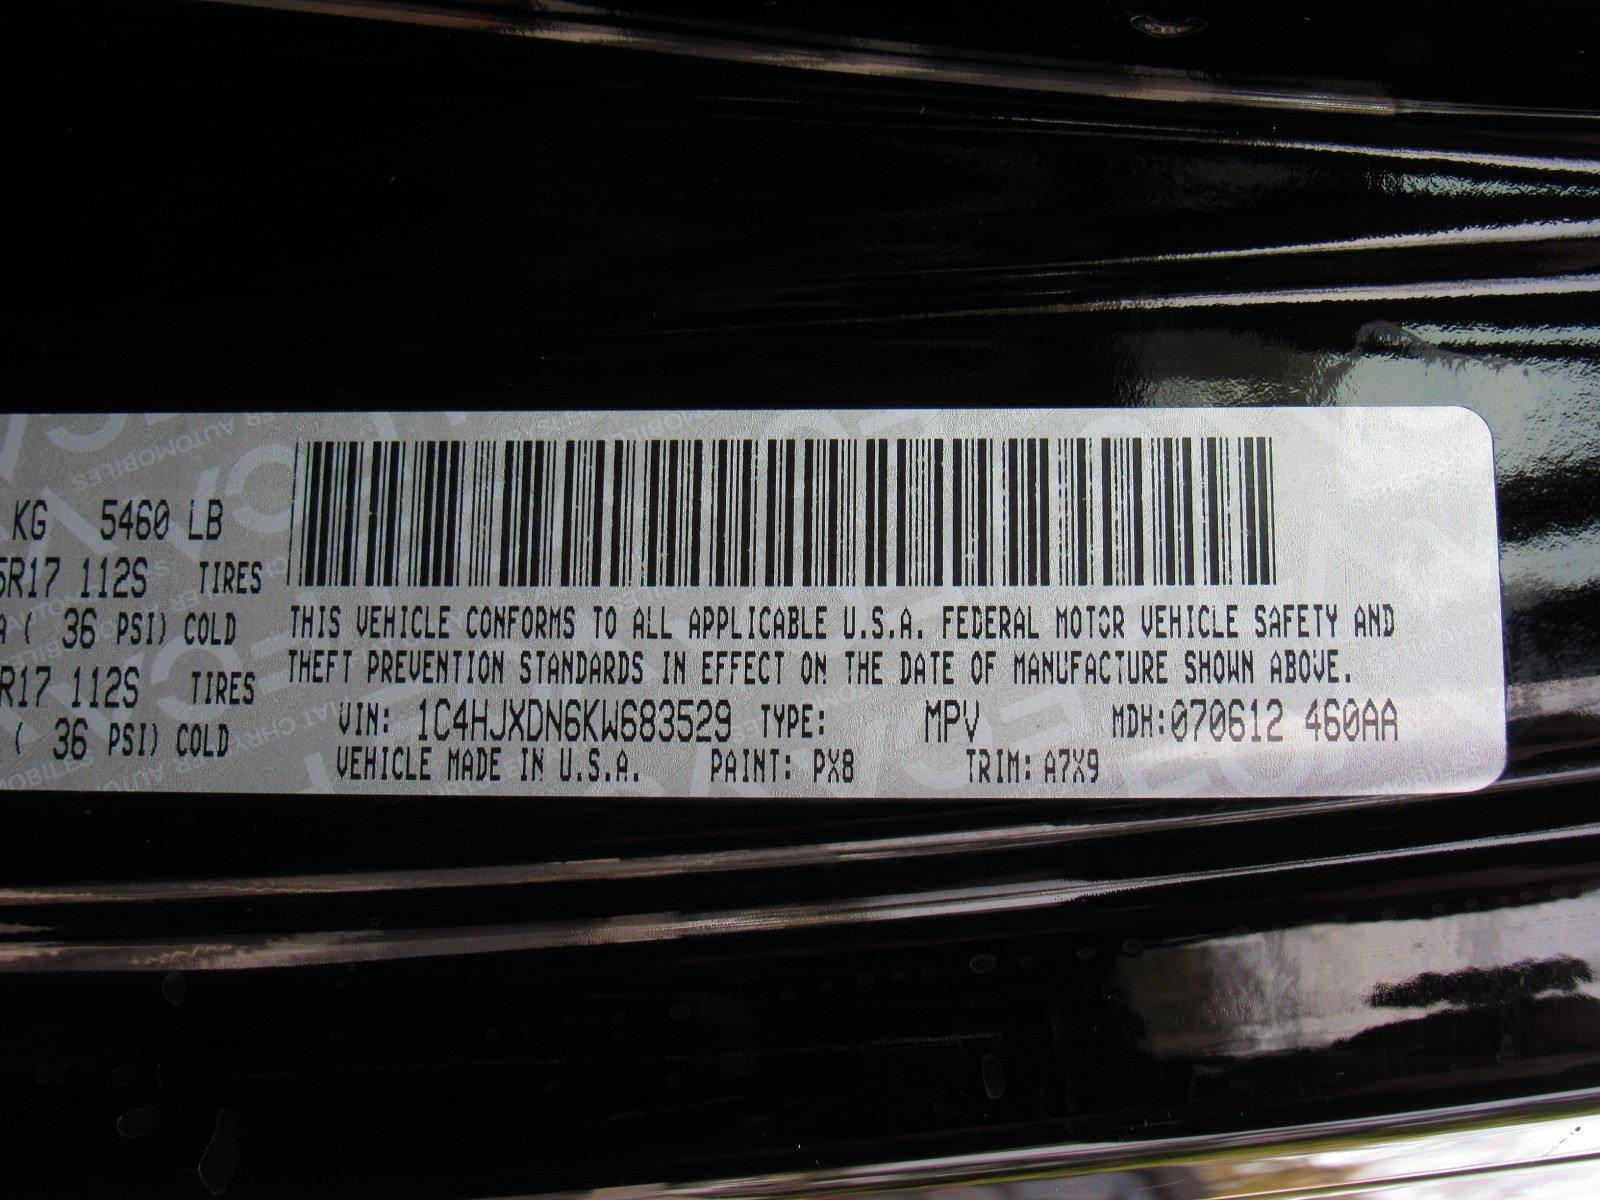 KG 5460 LB
5R17 112S TIRES
A ( 36 PSI) COLD
R17 112S TIRES
( 36 PSI) COLD
THIS VEHICLE CONFORMS TO ALL APPLICABLE U.S.A. FEDERAL MOTOR VEHICLE SAFETY AND
THEFT PREVENTION STANDARDS IN EFFECT ON THE DATE OF MANUFACTURE SHOWN ABOVE.
VIN: 1C4HJXDN6KW683529 TYPE: MPV MDH:070612 460AA
VEHICLE MADE IN U.S.A. PAINT: PX8 TRIM: A7X9